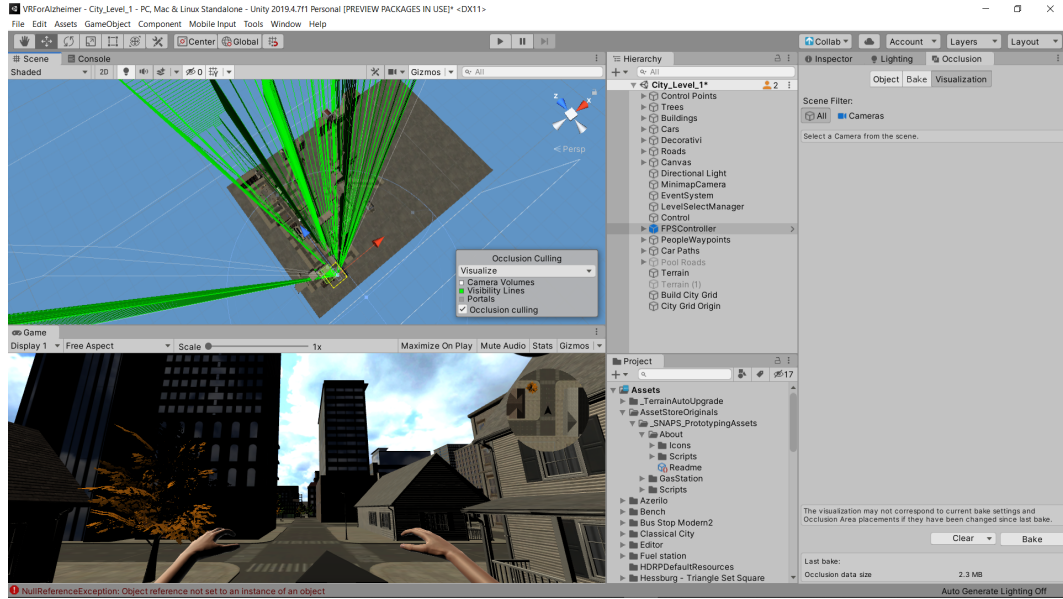 VRForAlzheimer - City_Level_1 - PC, Mac & Linux Standalone - Unity 2019.4.7f1 Personal [PREVIEW PACKAGES IN USE]* <DX11>
File Edit Assets GameObject Component Mobile Input Tools Window Help
Center Global
Collab Account Layers Layout
Scene Console
Shaded 2D 0 Gizmos All
z x
Persp
Occlusion Culling
Visualize
Camera Volumes
Visibility Lines
Portals
Occlusion culling
Game
Display 1 Free Aspect Scale 1x Maximize On Play Mute Audio Stats Gizmos
Hierarchy
All
City_Level_1* 2
Control Points
Trees
Buildings
Cars
Decorativi
Roads
Canvas
Directional Light
MinimapCamera
EventSystem
LevelSelectManager
Control
FPSController
PeopleWaypoints
Car Paths
Pool Roads
Terrain
Terrain (1)
Build City Grid
City Grid Origin
Project
17
Assets
_TerrainAutoUpgrade
AssetStoreOriginals
_SNAPS_PrototypingAssets
About
Icons
Scripts
Readme
GasStation
Scripts
Azerilo
Bench
Bus Stop Modern2
Classical City
Editor
Fuel station
HDRPDefaultResources
Hessburg - Triangle Set Square
Inspector Lighting Occlusion
Object Bake Visualization
Scene Filter:
All Cameras
Select a Camera from the scene.
The visualization may not correspond to current bake settings and
Occlusion Area placements if they have been changed since last bake.
Clear Bake
Last bake:
Occlusion data size 2.3 MB
NullReferenceException: Object reference not set to an instance of an object
Auto Generate Lighting Off